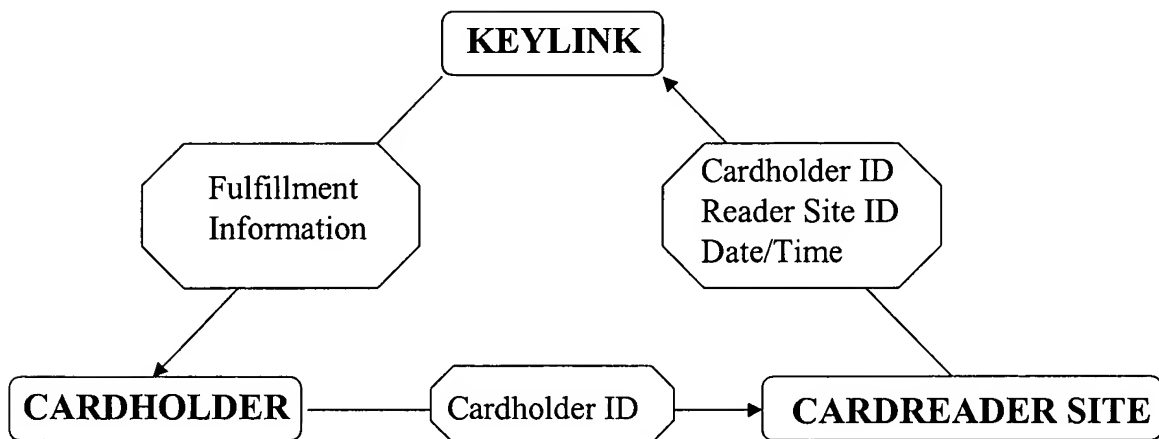 KEYLINK
Fulfillment
Information
Cardholder ID
Reader Site ID
Date/Time
CARDHOLDER
Cardholder ID
CARDREADER SITE